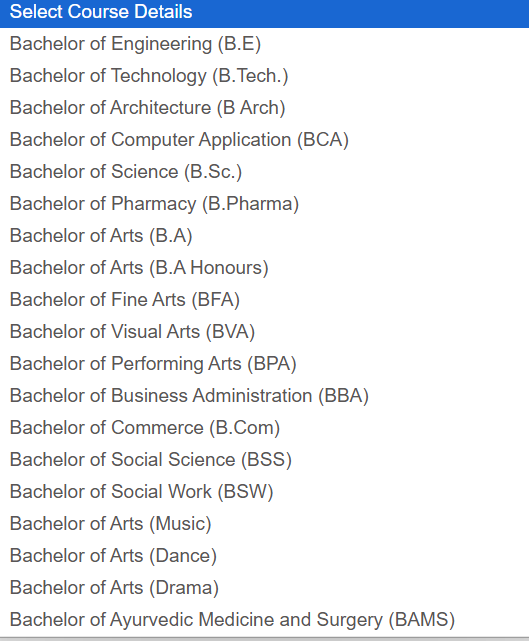 Select Course Details
Bachelor of Engineering (B.E)
Bachelor of Technology (B.Tech.)
Bachelor of Architecture (B Arch)
Bachelor of Computer Application (BCA)
Bachelor of Science (B.Sc.)
Bachelor of Pharmacy (B.Pharma)
Bachelor of Arts (B.A)
Bachelor of Arts (B.A Honours)
Bachelor of Fine Arts (BFA)
Bachelor of Visual Arts (BVA)
Bachelor of Performing Arts (BPA)
Bachelor of Business Administration (BBA)
Bachelor of Commerce (B.Com)
Bachelor of Social Science (BSS)
Bachelor of Social Work (BSW)
Bachelor of Arts (Music)
Bachelor of Arts (Dance)
Bachelor of Arts (Drama)
Bachelor of Ayurvedic Medicine and Surgery (BAMS)